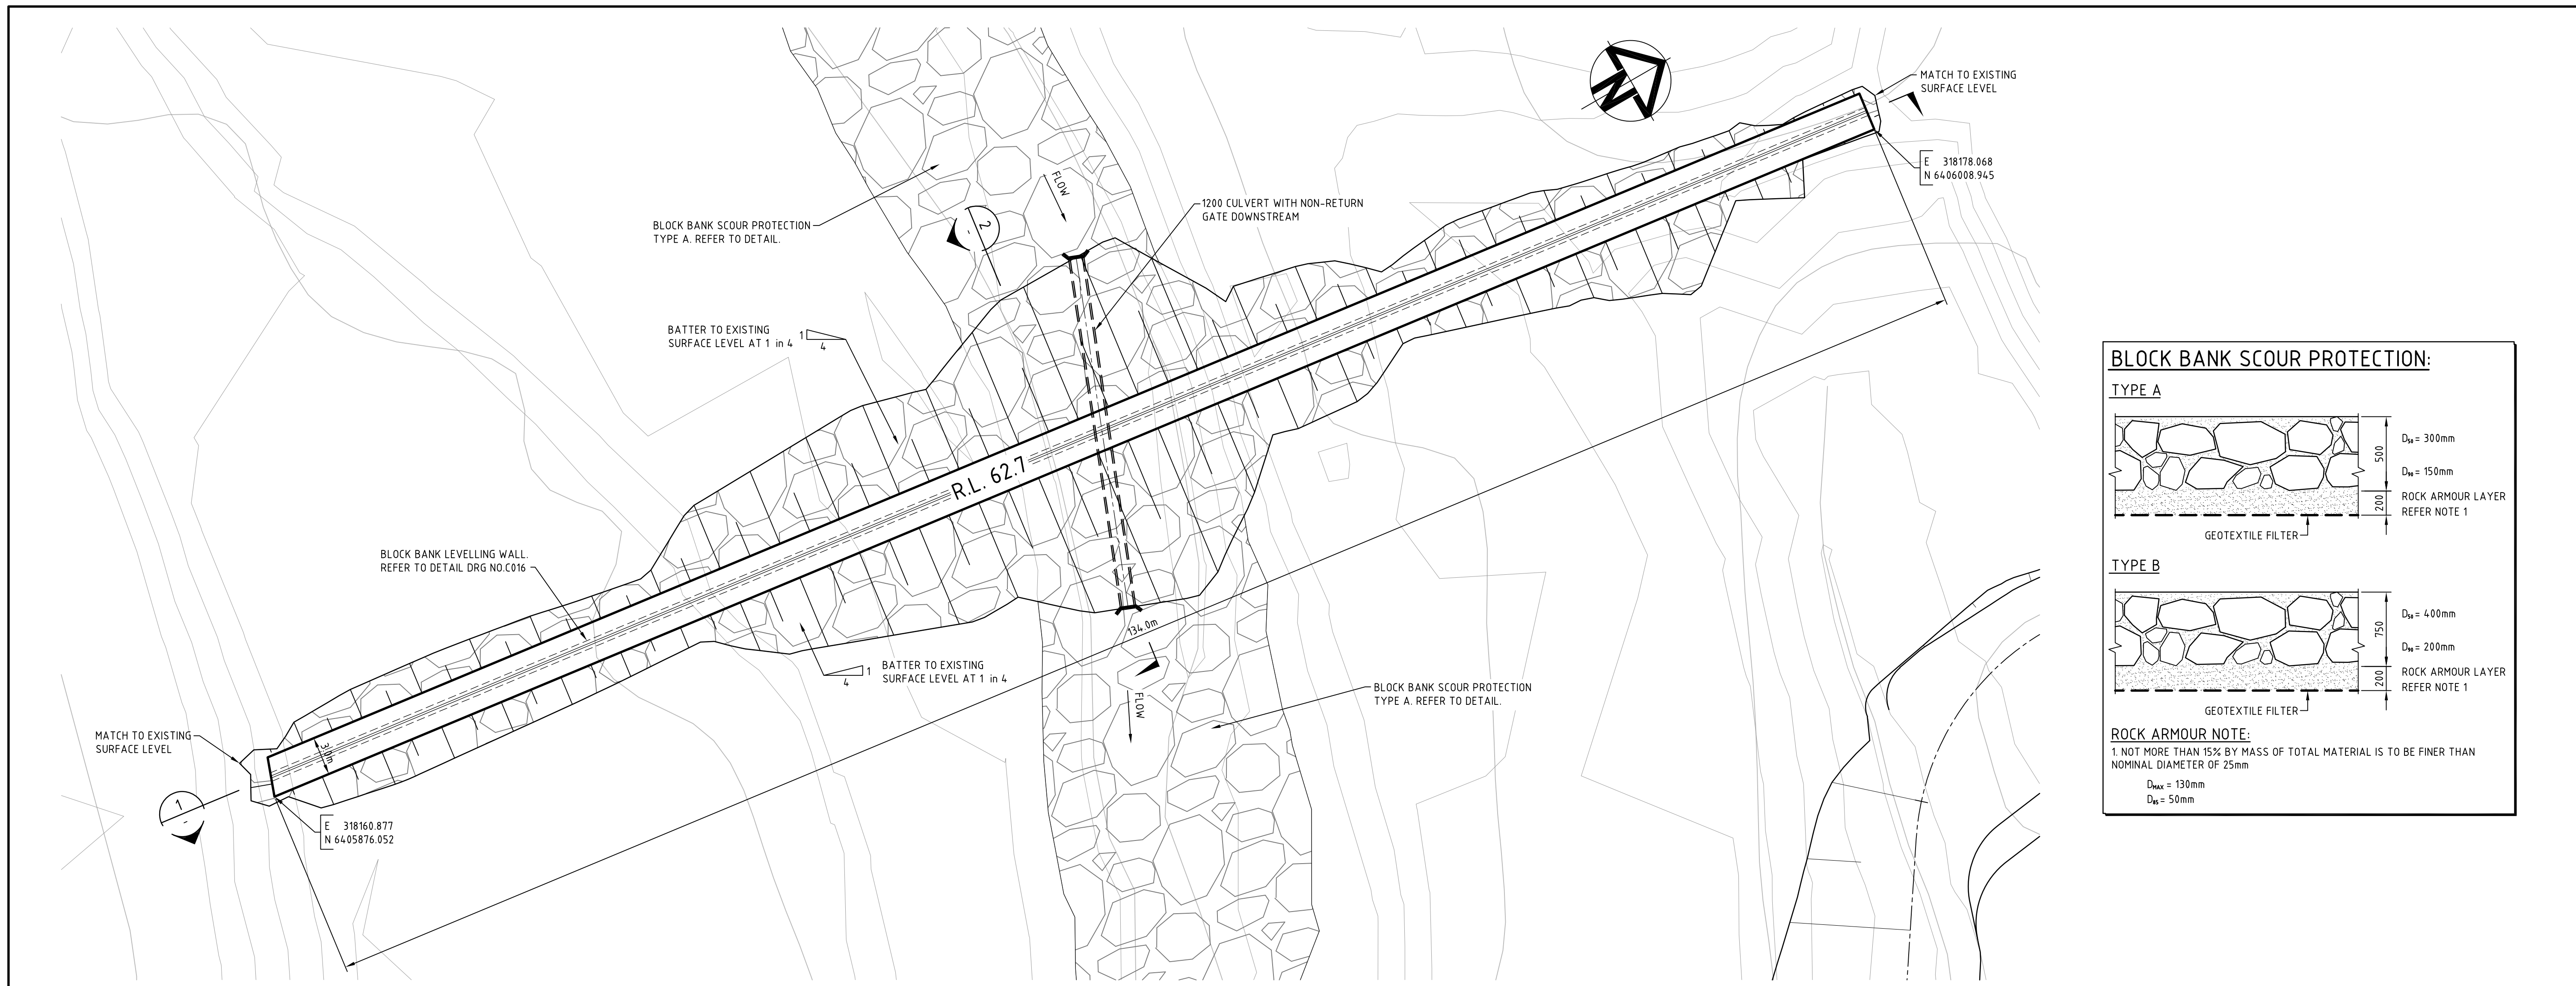 N
MATCH TO EXISTING
SURFACE LEVEL
E 318178.068
N 6406008.945
FLOW
2
-
1200 CULVERT WITH NON-RETURN
GATE DOWNSTREAM
BLOCK BANK SCOUR PROTECTION
TYPE A. REFER TO DETAIL.
BATTER TO EXISTING
SURFACE LEVEL AT 1 in 4
1
4
R.L. 62.7
BLOCK BANK LEVELLING WALL.
REFER TO DETAIL DRG NO.C016
134.0m
BATTER TO EXISTING
SURFACE LEVEL AT 1 in 4
1
4
FLOW
BLOCK BANK SCOUR PROTECTION
TYPE A. REFER TO DETAIL.
MATCH TO EXISTING
SURFACE LEVEL
3.0m
1
-
E 318160.877
N 6405876.052
BLOCK BANK SCOUR PROTECTION:
TYPE A
500
200
D50 = 300mm
D90 = 150mm
ROCK ARMOUR LAYER
REFER NOTE 1
GEOTEXTILE FILTER
TYPE B
750
200
D50 = 400mm
D90 = 200mm
ROCK ARMOUR LAYER
REFER NOTE 1
GEOTEXTILE FILTER
ROCK ARMOUR NOTE:
1. NOT MORE THAN 15% BY MASS OF TOTAL MATERIAL IS TO BE FINER THAN
NOMINAL DIAMETER OF 25mm
DMAX = 130mm
D85 = 50mm